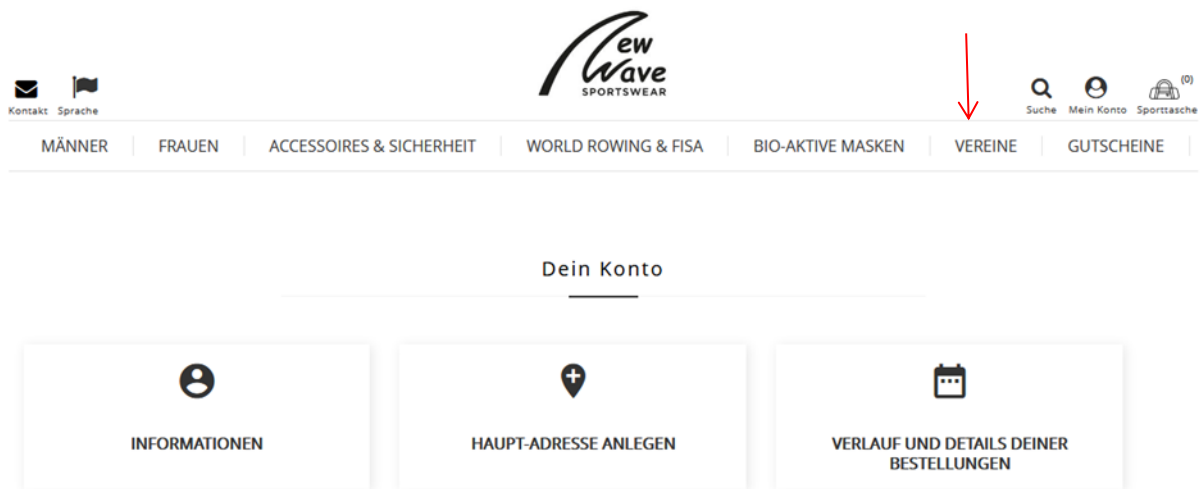 ew
Wave
SPORTSWEAR
(0)
Kontakt Sprache
Suche Mein Konto Sporttasche
MÄNNER FRAUEN ACCESSOIRES & SICHERHEIT WORLD ROWING & FISA BIO-AKTIVE MASKEN VEREINE GUTSCHEINE
Dein Konto
INFORMATIONEN
HAUPT-ADRESSE ANLEGEN
VERLAUF UND DETAILS DEINER
BESTELLUNGEN